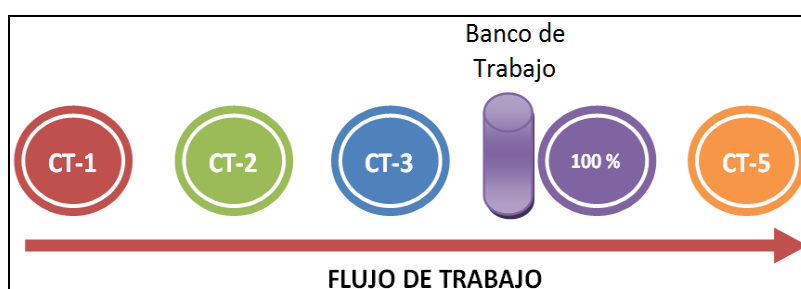 Banco de
Trabajo
CT-1
CT-2
CT-3
100 %
CT-5
FLUJO DE TRABAJO